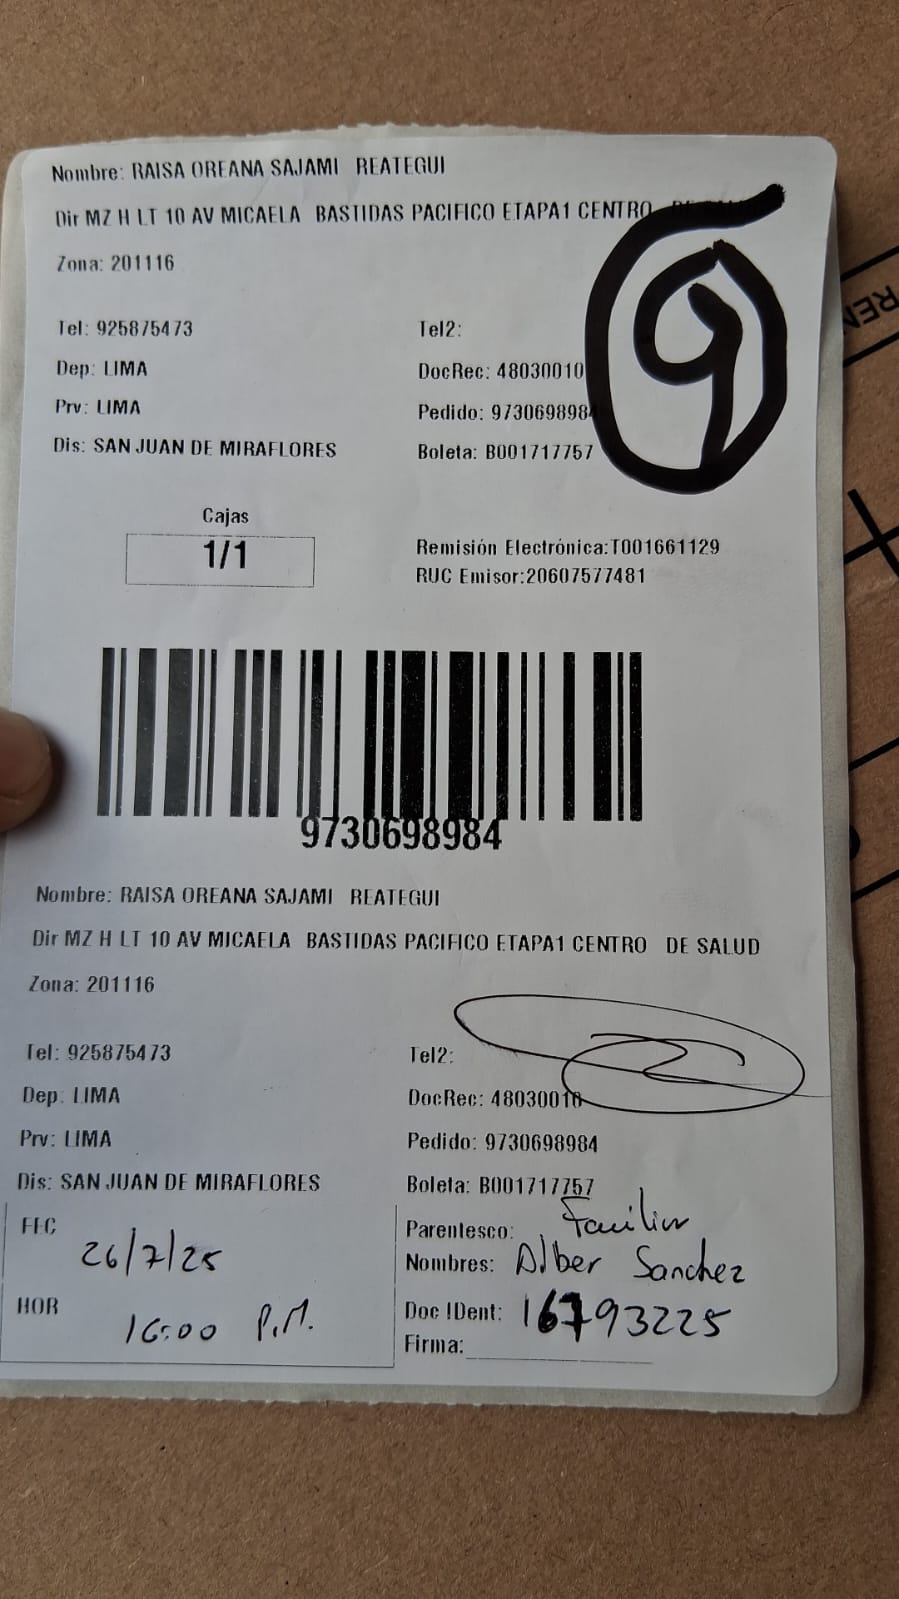 Nombre: RAISA OREANA SAJAMI REATEGUI
Dir MZ H LT 10 AV MICAELA BASTIDAS PACIFICO ETAPA1 CENTRO DE SALUD
Zona: 201116
Tel: 925875473 Tel2:
Dep: LIMA DocRec: 48030010
Prv: LIMA Pedido: 9730698984
Dis: SAN JUAN DE MIRAFLORES Boleta: B001717757
9
Cajas
1/1
Remisión Electrónica:T001661129
RUC Emisor:20607577481
9730698984
Nombre: RAISA OREANA SAJAMI REATEGUI
Dir MZ H LT 10 AV MICAELA BASTIDAS PACIFICO ETAPA1 CENTRO DE SALUD
Zona: 201116
Tel: 925875473 Tel2:
Dep: LIMA DocRec: 48030010
Prv: LIMA Pedido: 9730698984
Dis: SAN JUAN DE MIRAFLORES Boleta: B001717757
FEC 26/7/25
HOR 16:00 P.M.
Parentesco: Familiar
Nombres: Alber Sanchez
Doc IDent: 16793225
Firma: